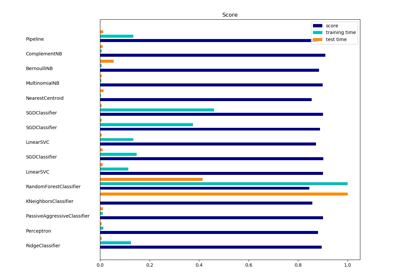 Score
score
training time
test time
Pipeline
ComplementNB
BernoulliNB
MultinomialNB
NearestCentroid
SGDClassifier
SGDClassifier
LinearSVC
SGDClassifier
LinearSVC
RandomForestClassifier
KNeighborsClassifier
PassiveAggressiveClassifier
Perceptron
RidgeClassifier
0.0 0.2 0.4 0.6 0.8 1.0